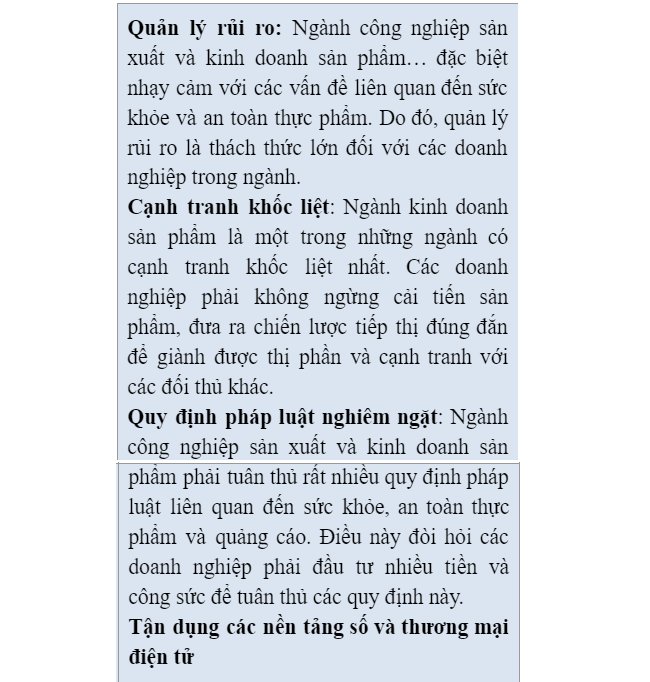 Quản lý rủi ro: Ngành công nghiệp sản
xuất và kinh doanh sản phẩm… đặc biệt
nhạy cảm với các vấn đề liên quan đến sức
khỏe và an toàn thực phẩm. Do đó, quản lý
rủi ro là thách thức lớn đối với các doanh
nghiệp trong ngành.
Cạnh tranh khốc liệt: Ngành kinh doanh
sản phẩm là một trong những ngành có
cạnh tranh khốc liệt nhất. Các doanh
nghiệp phải không ngừng cải tiến sản
phẩm, đưa ra chiến lược tiếp thị đúng đắn
để giành được thị phần và cạnh tranh với
các đối thủ khác.
Quy định pháp luật nghiêm ngặt: Ngành
công nghiệp sản xuất và kinh doanh sản
phẩm phải tuân thủ rất nhiều quy định pháp
luật liên quan đến sức khỏe, an toàn thực
phẩm và quảng cáo. Điều này đòi hỏi các
doanh nghiệp phải đầu tư nhiều tiền và
công sức để tuân thủ các quy định này.
Tận dụng các nền tảng số và thương mại
điện tử